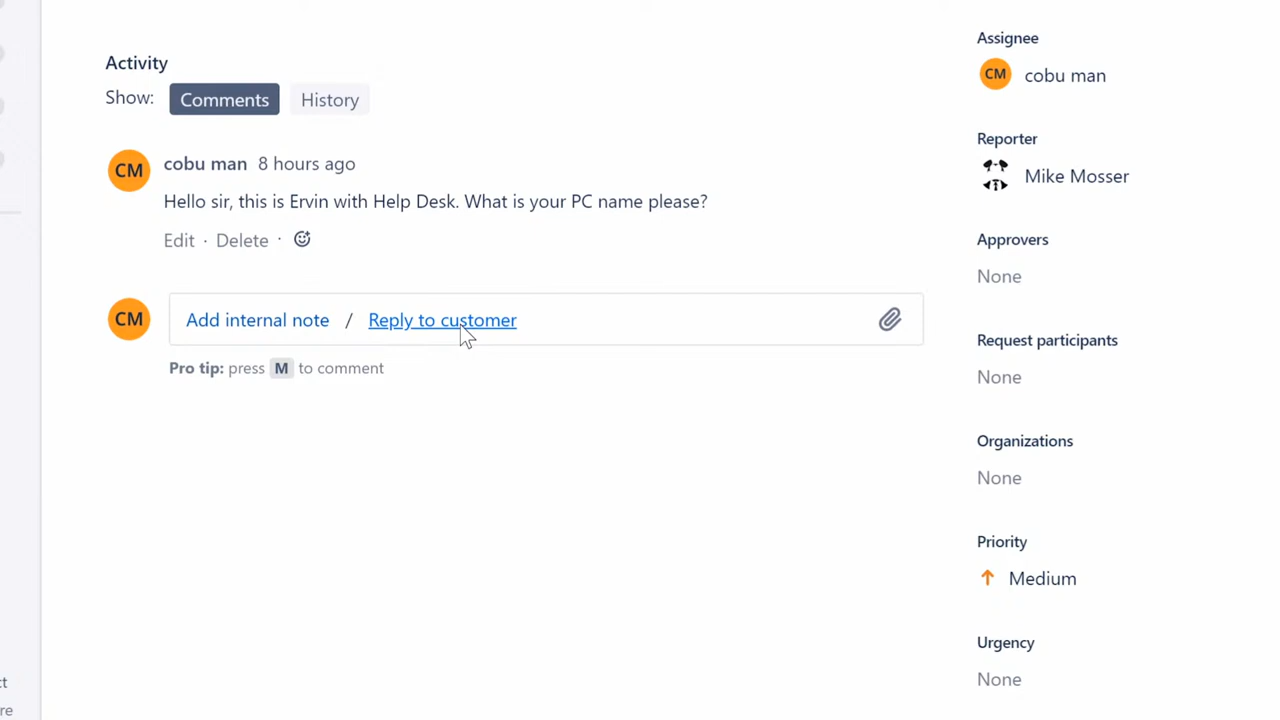 Activity
Show: Comments History
CM cobu man 8 hours ago
Hello sir, this is Ervin with Help Desk. What is your PC name please?
Edit · Delete ·
CM Add internal note / Reply to customer
Pro tip: press M to comment
Assignee
CM cobu man
Reporter
Mike Mosser
Approvers
None
Request participants
None
Organizations
None
Priority
Medium
Urgency
None